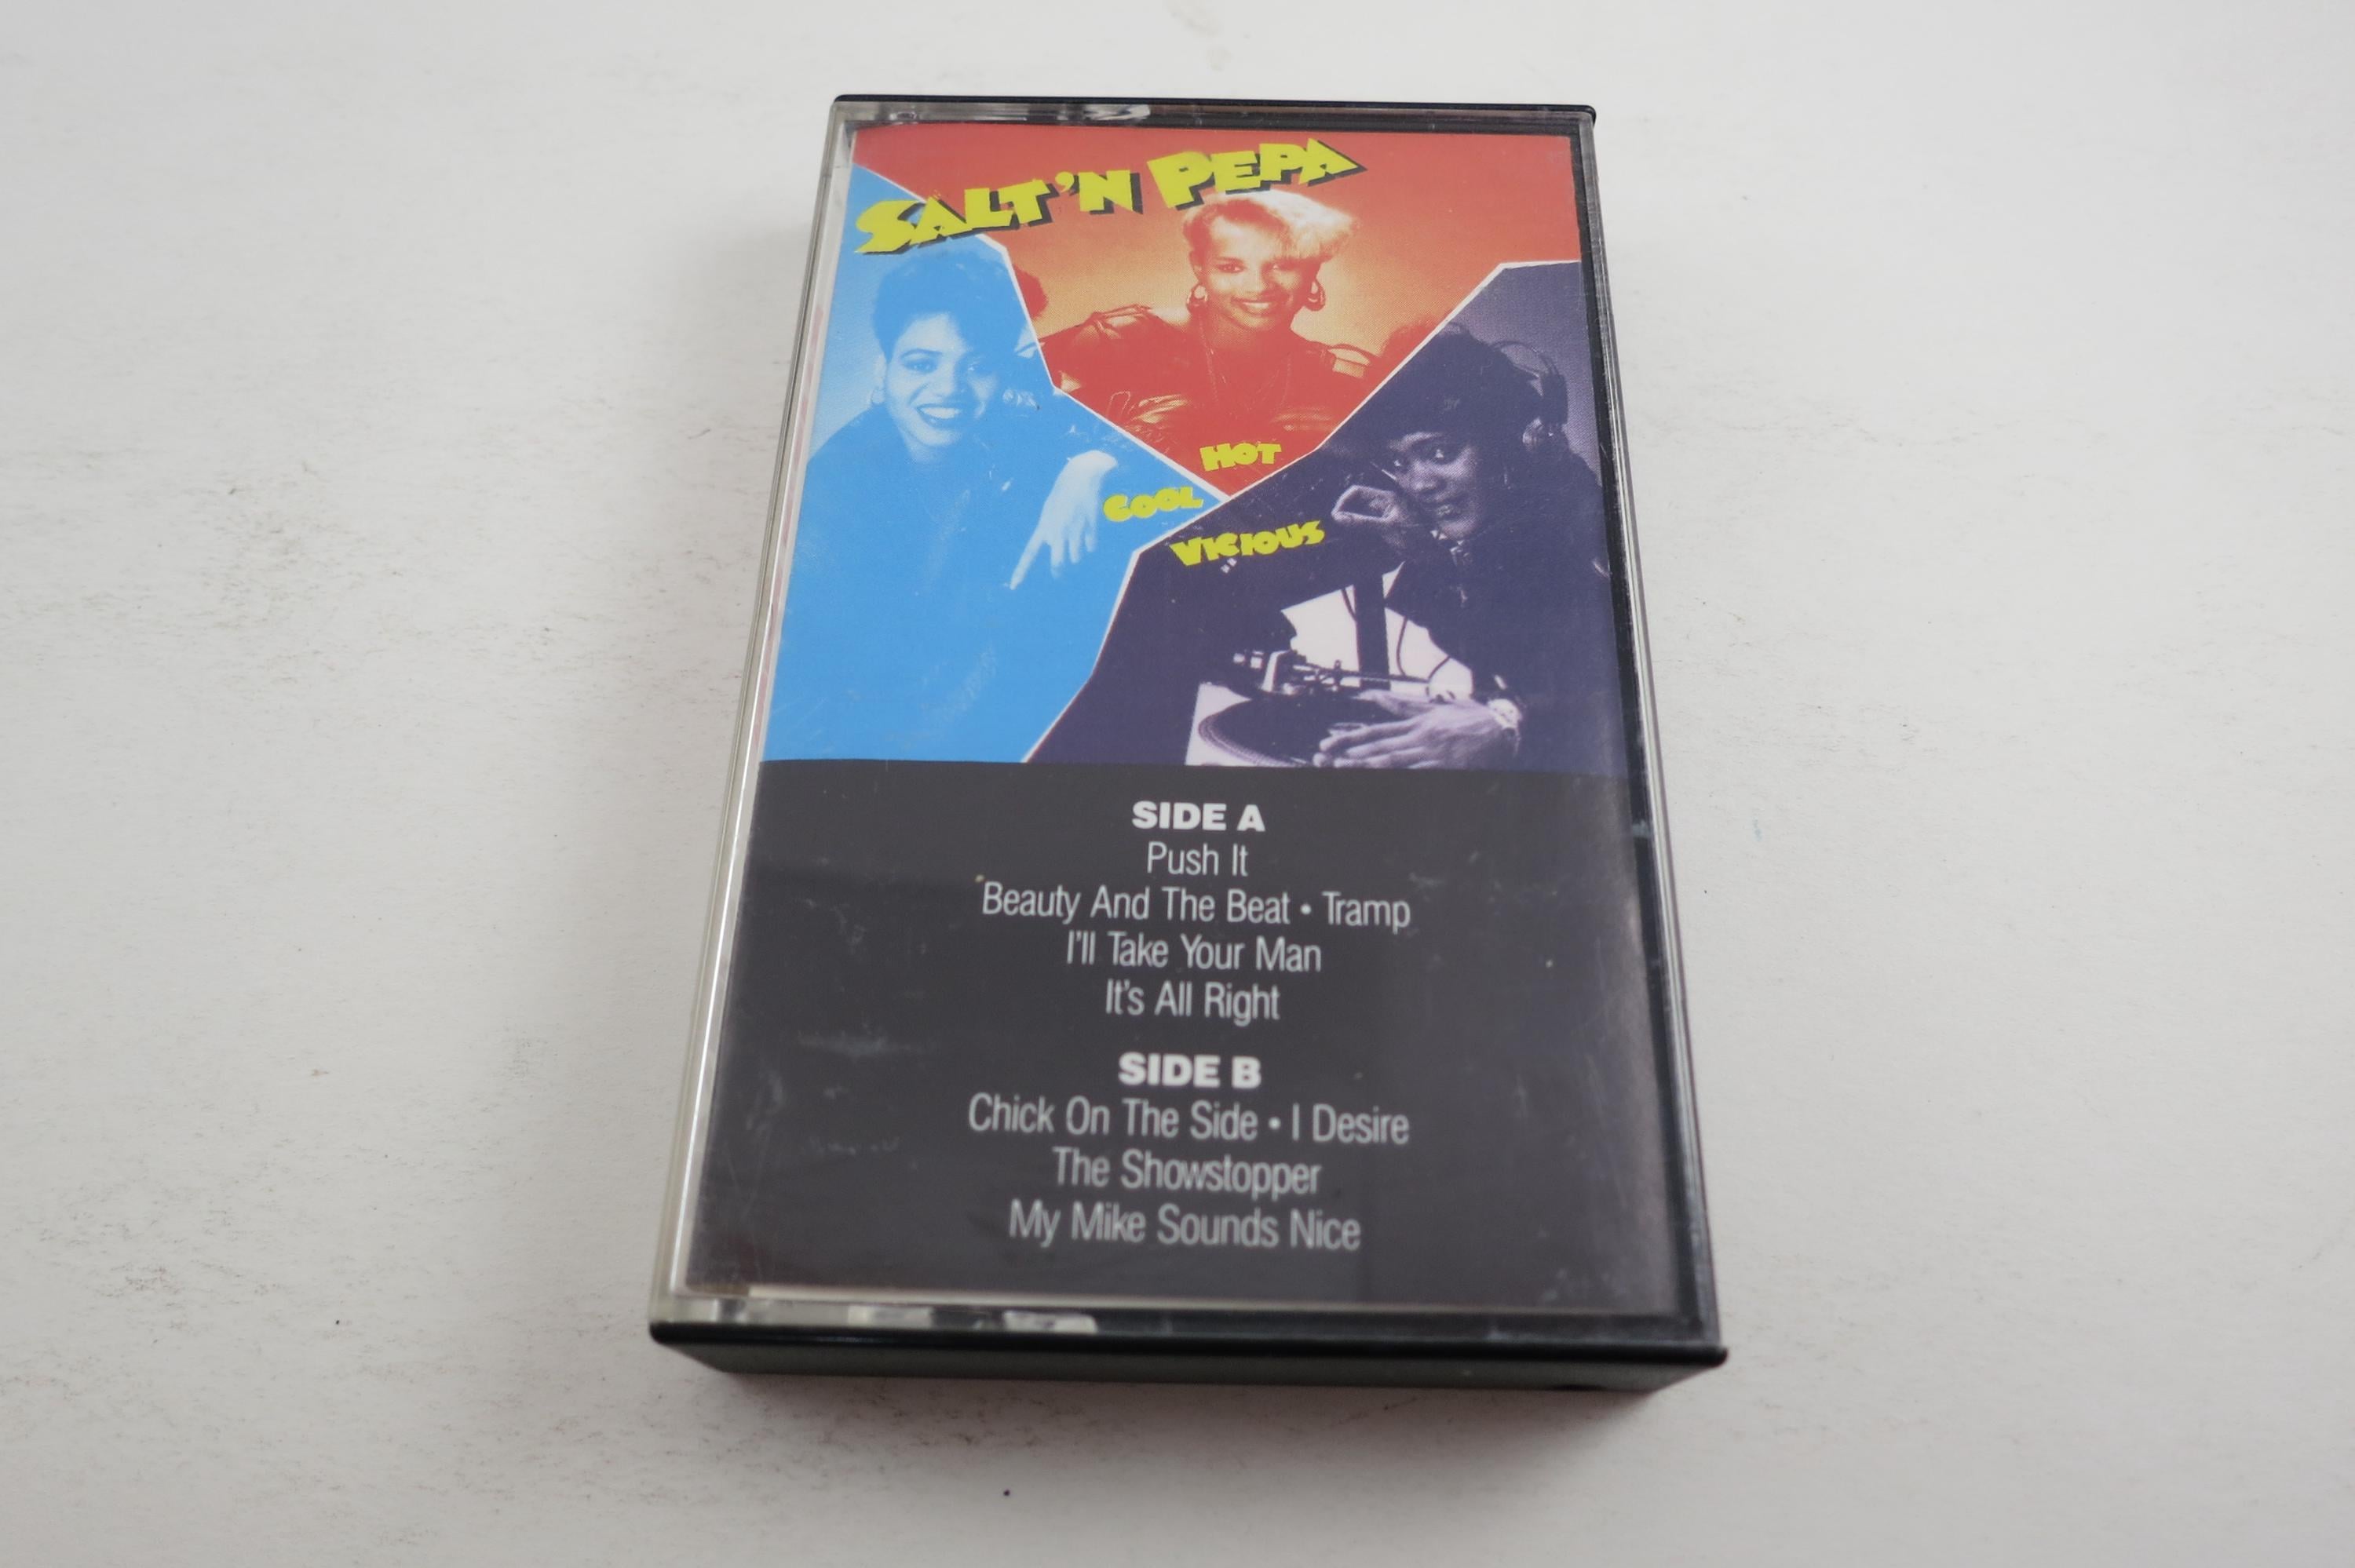 SALT 'N PEPA
HOT
COOL
VICIOUS
SIDE A
Push It
Beauty And The Beat • Tramp
I'll Take Your Man
It's All Right
SIDE B
Chick On The Side • I Desire
The Showstopper
My Mike Sounds Nice